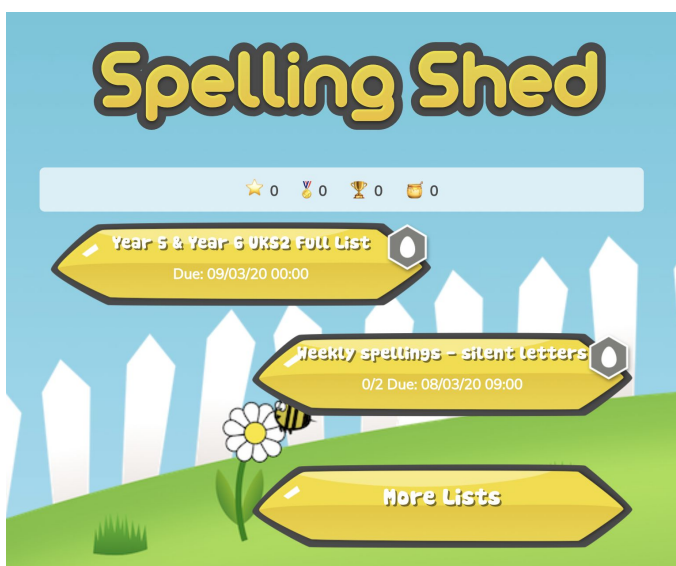 Spelling Shed
0 0 0 0
Year 5 & Year 6 UKS2 Full List
Due: 09/03/20 00:00
Weekly spellings - silent letters
0/2 Due: 08/03/20 09:00
More Lists